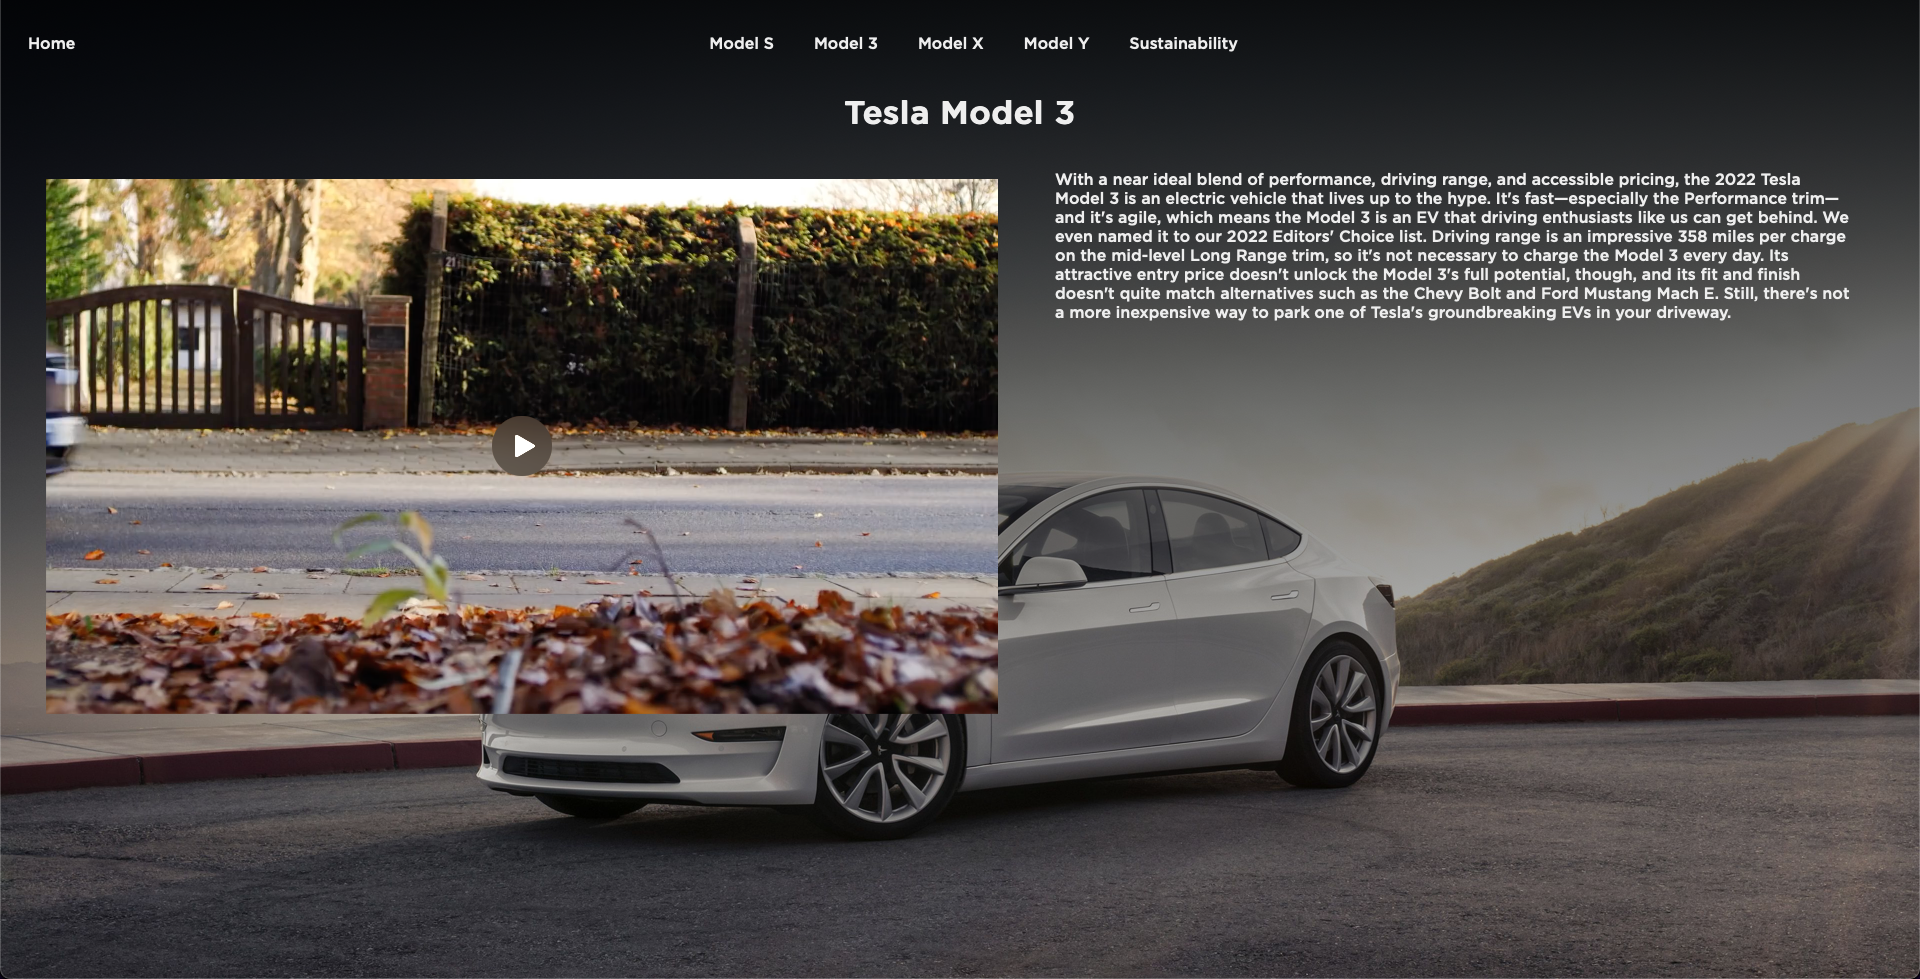 Home
Model S
Model 3
Model X
Model Y
Sustainability
Tesla Model 3
With a near ideal blend of performance, driving range, and accessible pricing, the 2022 Tesla
Model 3 is an electric vehicle that lives up to the hype. It's fast—especially the Performance trim—
and it's agile, which means the Model 3 is an EV that driving enthusiasts like us can get behind. We
even named it to our 2022 Editors' Choice list. Driving range is an impressive 358 miles per charge
on the mid-level Long Range trim, so it's not necessary to charge the Model 3 every day. Its
attractive entry price doesn't unlock the Model 3's full potential, though, and its fit and finish
doesn't quite match alternatives such as the Chevy Bolt and Ford Mustang Mach E. Still, there's not
a more inexpensive way to park one of Tesla's groundbreaking EVs in your driveway.
21